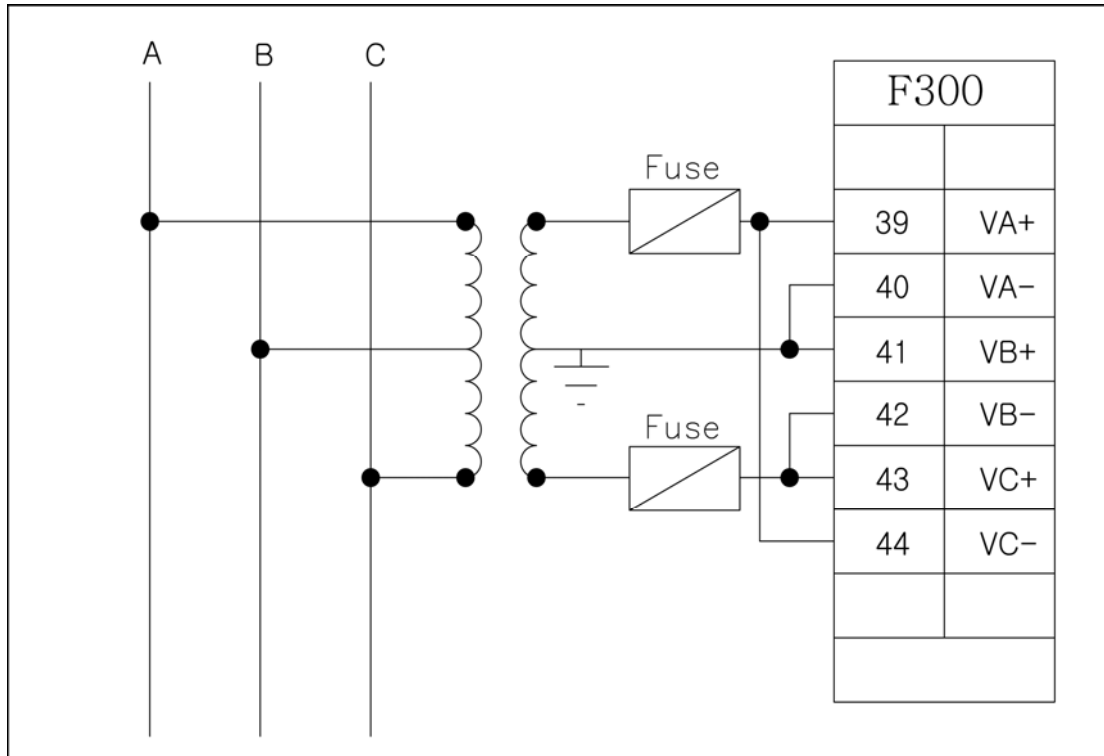 A B C
F300
Fuse
39 VA+
40 VA-
41 VB+
Fuse
42 VB-
43 VC+
44 VC-